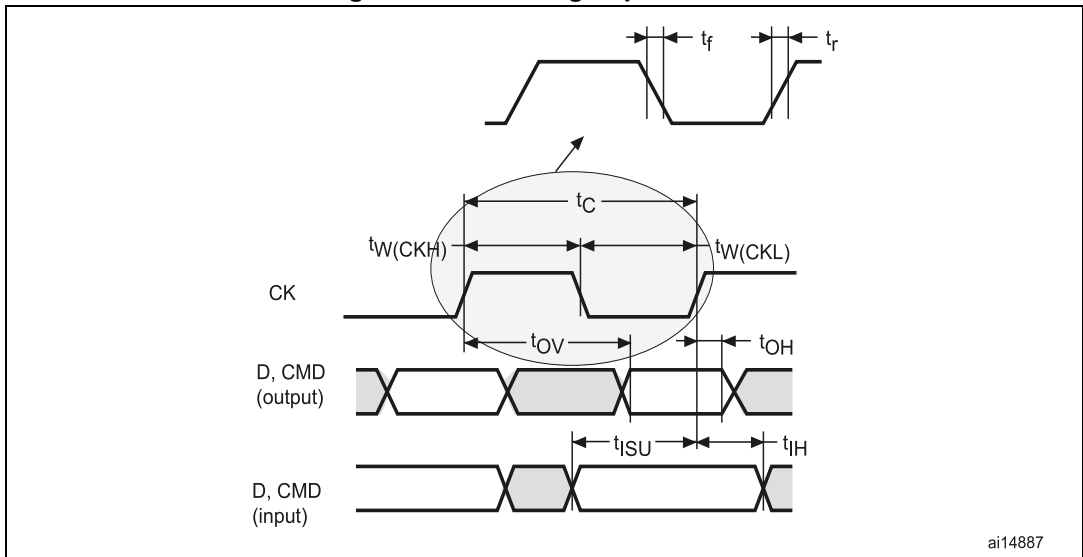 tf
tr
tC
tW(CKH)
tW(CKL)
CK
tOV
tOH
D, CMD
(output)
tISU
tIH
D, CMD
(input)
ai14887